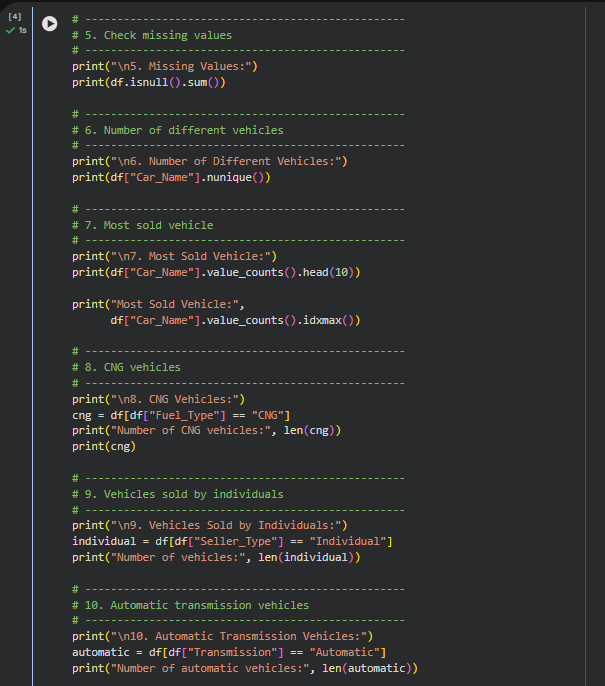 [4]
1s
# --------------------------------------------------
# 5. Check missing values
# --------------------------------------------------
print("\n5. Missing Values:")
print(df.isnull().sum())
# --------------------------------------------------
# 6. Number of different vehicles
# --------------------------------------------------
print("\n6. Number of Different Vehicles:")
print(df["Car_Name"].nunique())
# --------------------------------------------------
# 7. Most sold vehicle
# --------------------------------------------------
print("\n7. Most Sold Vehicle:")
print(df["Car_Name"].value_counts().head(10))
print("Most Sold Vehicle:",
      df["Car_Name"].value_counts().idxmax())
# --------------------------------------------------
# 8. CNG vehicles
# --------------------------------------------------
print("\n8. CNG Vehicles:")
cng = df[df["Fuel_Type"] == "CNG"]
print("Number of CNG vehicles:", len(cng))
print(cng)
# --------------------------------------------------
# 9. Vehicles sold by individuals
# --------------------------------------------------
print("\n9. Vehicles Sold by Individuals:")
individual = df[df["Seller_Type"] == "Individual"]
print("Number of vehicles:", len(individual))
# --------------------------------------------------
# 10. Automatic transmission vehicles
# --------------------------------------------------
print("\n10. Automatic Transmission Vehicles:")
automatic = df[df["Transmission"] == "Automatic"]
print("Number of automatic vehicles:", len(automatic))